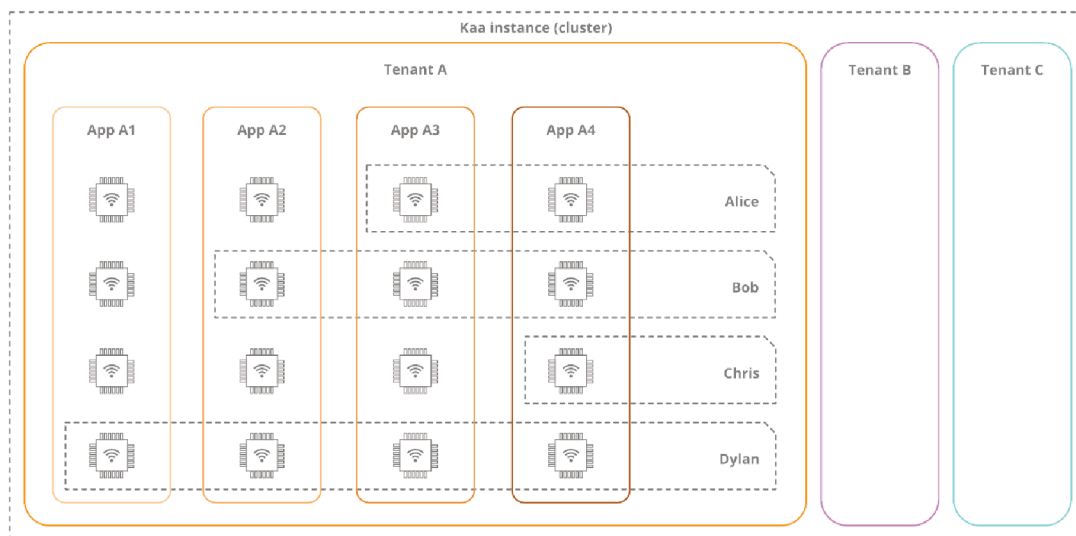 Kaa instance (cluster)
Tenant A
Tenant B
Tenant C
App A1
App A2
App A3
App A4
Alice
Bob
Chris
Dylan